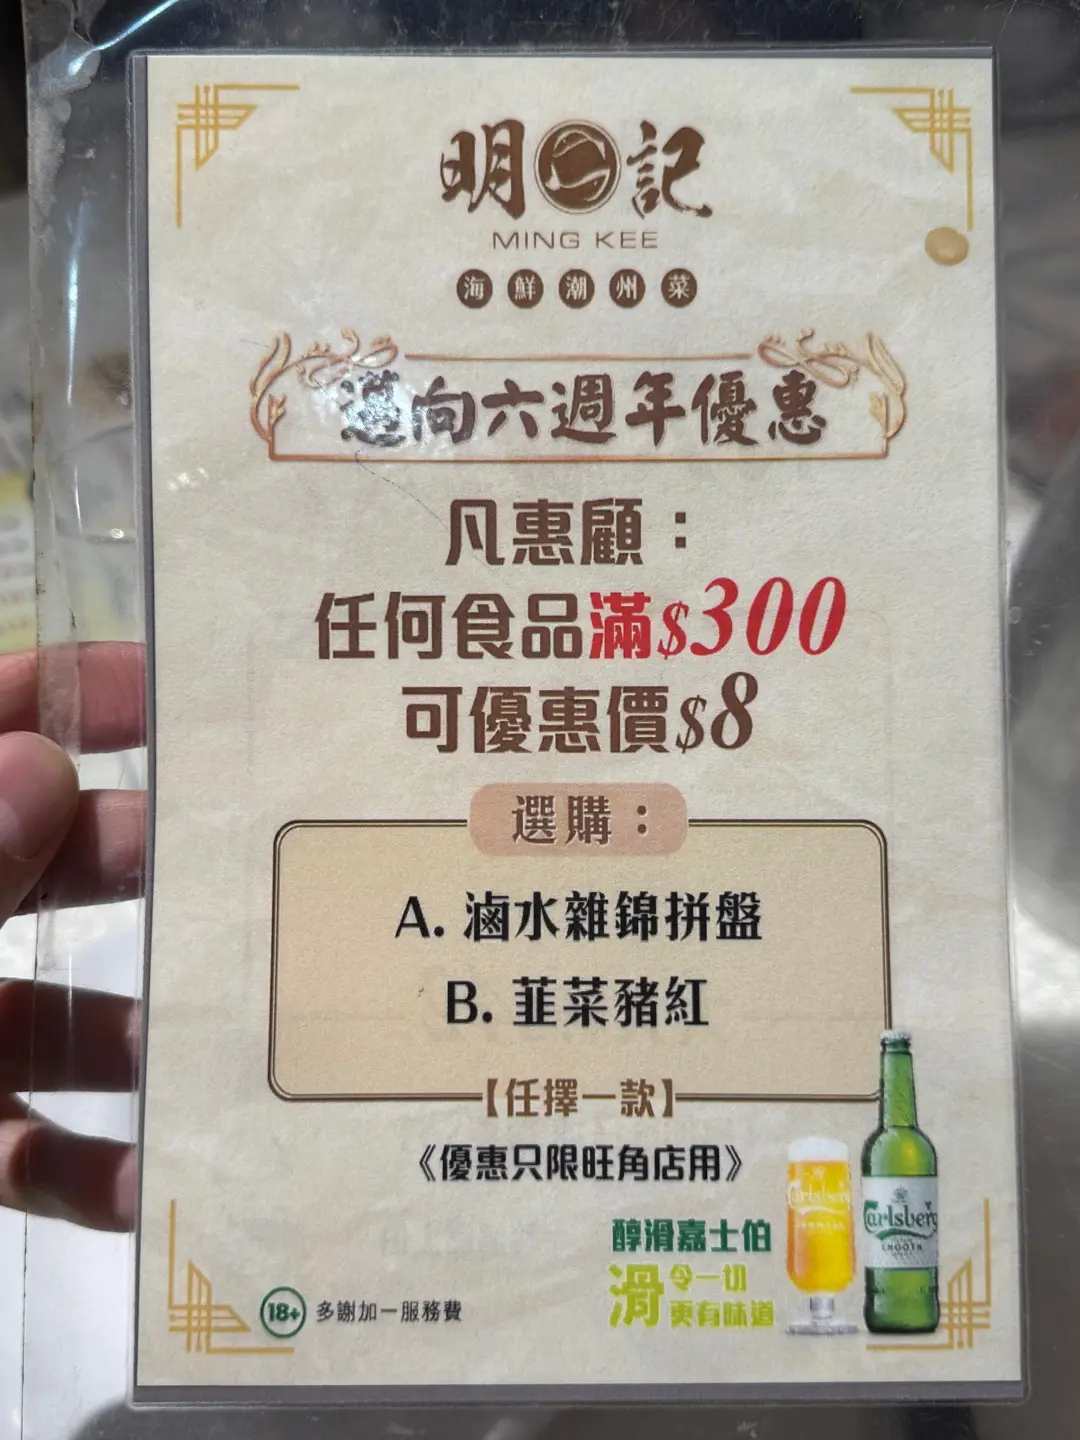 明記
MING KEE
海鮮潮州菜
邁向六週年優惠
凡惠顧：
任何食品滿$300
可優惠價$8
選購：
A. 滷水雜錦拼盤
B. 韮菜豬紅
【任擇一款】
《優惠只限旺角店用》
醇滑嘉士伯
滑令一切
更有味道
Carlsberg
Carlsberg
SMOOTH
18+ 多謝加一服務費